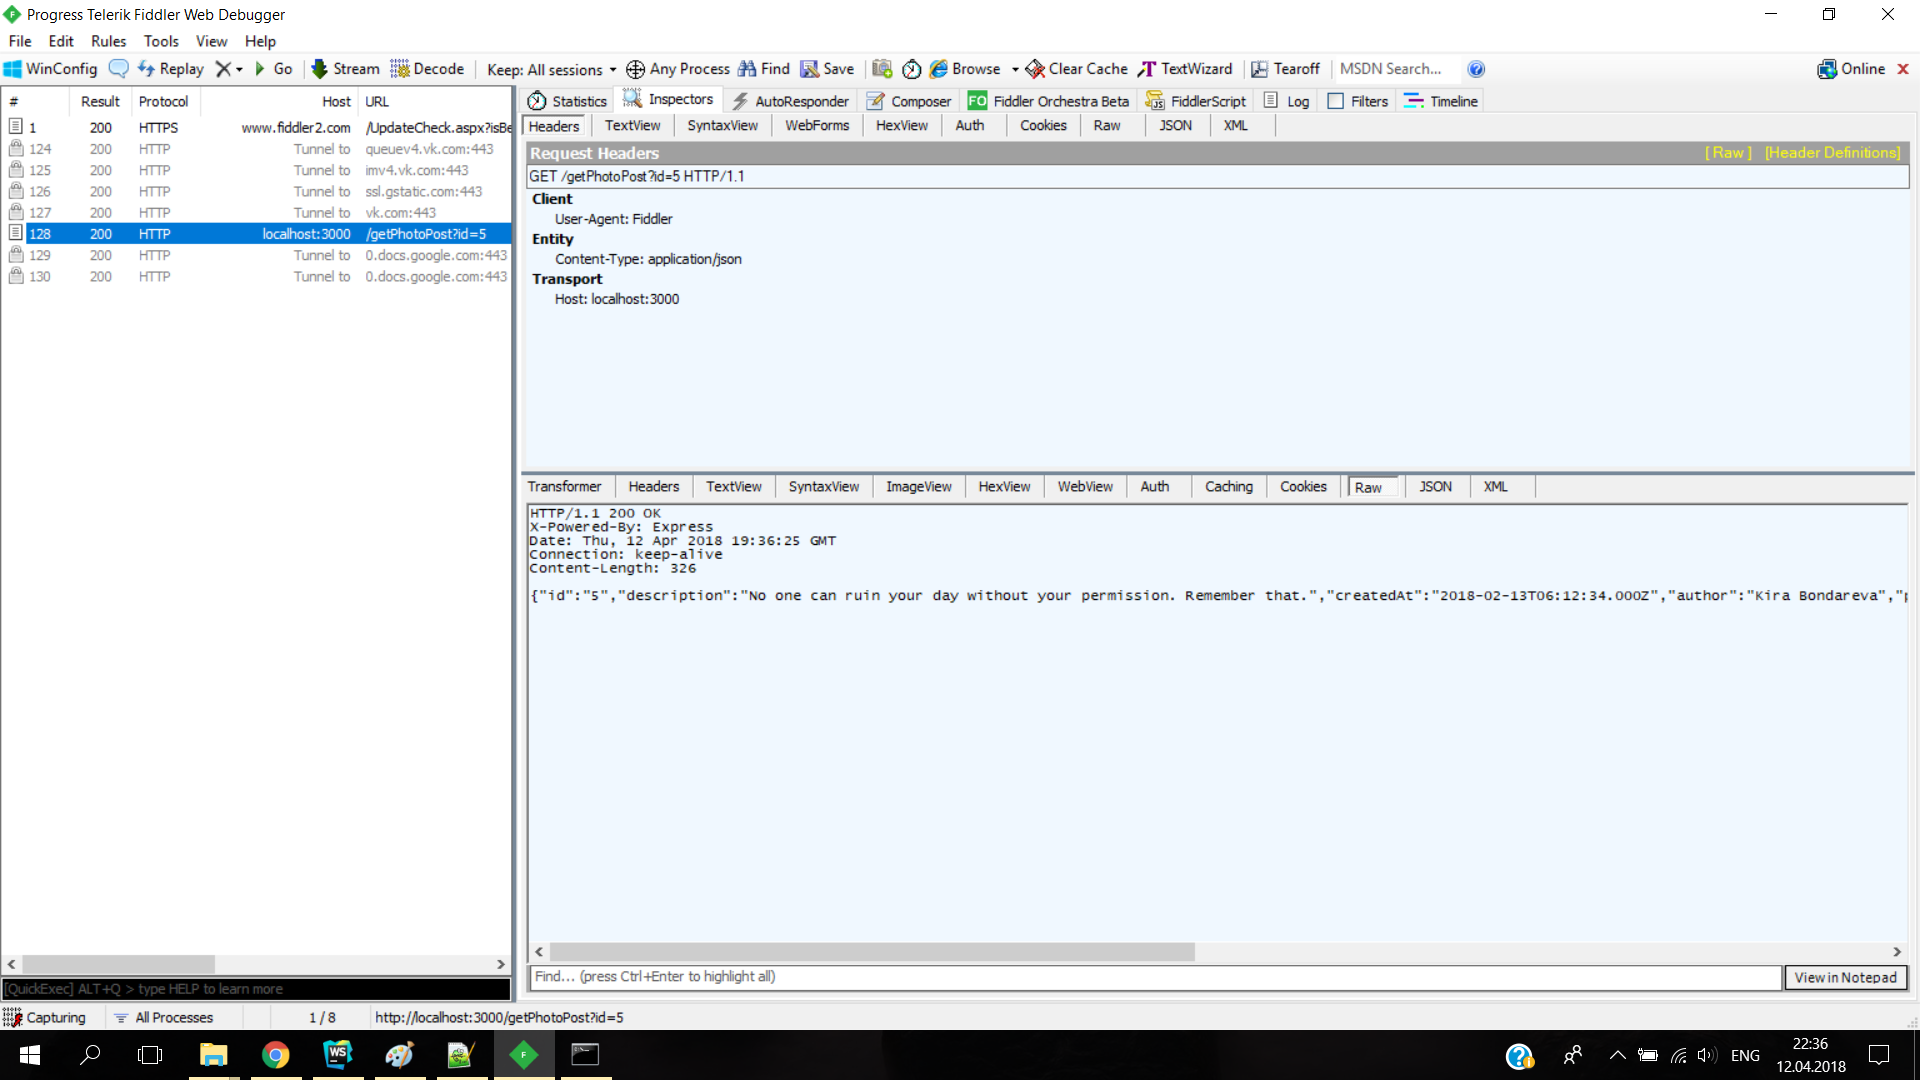 Progress Telerik Fiddler Web Debugger
File Edit Rules Tools View Help
WinConfig Replay Go Stream Decode Keep: All sessions Any Process Find Save Browse Clear Cache TextWizard Tearoff MSDN Search... Online
# Result Protocol Host URL
1 200 HTTPS www.fiddler2.com /UpdateCheck.aspx?isBe
124 200 HTTP Tunnel to queuev4.vk.com:443
125 200 HTTP Tunnel to imv4.vk.com:443
126 200 HTTP Tunnel to ssl.gstatic.com:443
127 200 HTTP Tunnel to vk.com:443
128 200 HTTP localhost:3000 /getPhotoPost?id=5
129 200 HTTP Tunnel to 0.docs.google.com:443
130 200 HTTP Tunnel to 0.docs.google.com:443
Statistics Inspectors AutoResponder Composer FO Fiddler Orchestra Beta FiddlerScript Log Filters Timeline
Headers TextView SyntaxView WebForms HexView Auth Cookies Raw JSON XML
Request Headers [ Raw ] [Header Definitions]
GET /getPhotoPost?id=5 HTTP/1.1
Client
User-Agent: Fiddler
Entity
Content-Type: application/json
Transport
Host: localhost:3000
Transformer Headers TextView SyntaxView ImageView HexView WebView Auth Caching Cookies Raw JSON XML
HTTP/1.1 200 OK
X-Powered-By: Express
Date: Thu, 12 Apr 2018 19:36:25 GMT
Connection: keep-alive
Content-Length: 326
{"id":"5","description":"No one can ruin your day without your permission. Remember that.","createdAt":"2018-02-13T06:12:34.000Z","author":"Kira Bondareva","p
Find... (press Ctrl+Enter to highlight all) View in Notepad
[QuickExec] ALT+Q > type HELP to learn more
Capturing All Processes 1 / 8 http://localhost:3000/getPhotoPost?id=5
WS F ENG 22:36
12.04.2018